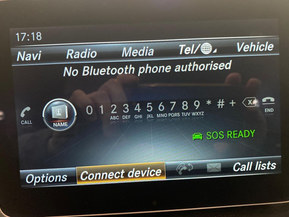 17:18
Navi Radio Media Tel/ Vehicle
No Bluetooth phone authorised
CALL NAME 0 1 2 3 4 5 6 7 8 9 * # + END
ABC DEF GHI JKL MNO PQR TUV WXYZ
SOS READY
Options Connect device Call lists